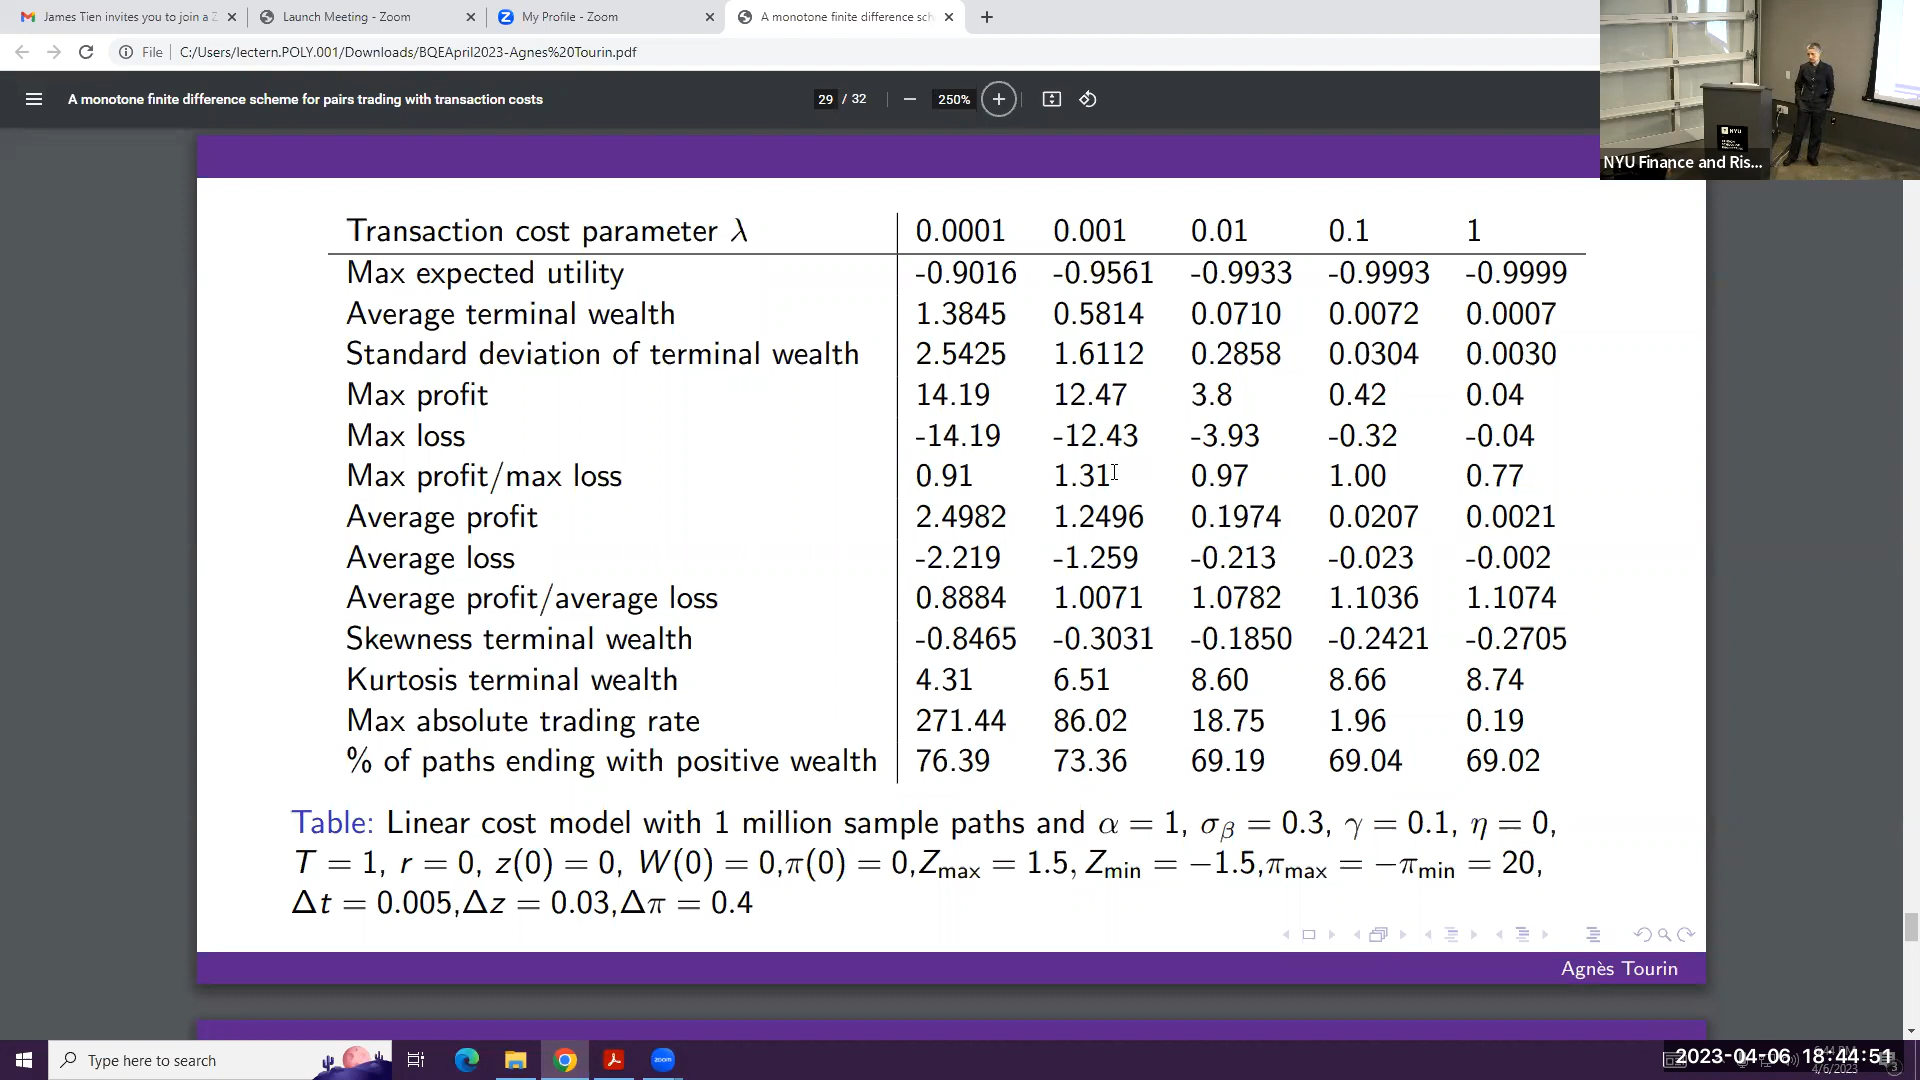 James Tien invites you to join a Z
Launch Meeting - Zoom
My Profile - Zoom
A monotone finite difference sch
File
C:/Users/lectern.POLY.001/Downloads/BQEApril2023-Agnes%20Tourin.pdf
A monotone finite difference scheme for pairs trading with transaction costs
29 / 32
250%
NYU
NYU Finance and Ris...
Transaction cost parameter λ 0.0001 0.001 0.01 0.1 1
Max expected utility -0.9016 -0.9561 -0.9933 -0.9993 -0.9999
Average terminal wealth 1.3845 0.5814 0.0710 0.0072 0.0007
Standard deviation of terminal wealth 2.5425 1.6112 0.2858 0.0304 0.0030
Max profit 14.19 12.47 3.8 0.42 0.04
Max loss -14.19 -12.43 -3.93 -0.32 -0.04
Max profit/max loss 0.91 1.31 0.97 1.00 0.77
Average profit 2.4982 1.2496 0.1974 0.0207 0.0021
Average loss -2.219 -1.259 -0.213 -0.023 -0.002
Average profit/average loss 0.8884 1.0071 1.0782 1.1036 1.1074
Skewness terminal wealth -0.8465 -0.3031 -0.1850 -0.2421 -0.2705
Kurtosis terminal wealth 4.31 6.51 8.60 8.66 8.74
Max absolute trading rate 271.44 86.02 18.75 1.96 0.19
% of paths ending with positive wealth 76.39 73.36 69.19 69.04 69.02
Table: Linear cost model with 1 million sample paths and α = 1, σβ = 0.3, γ = 0.1, η = 0,
T = 1, r = 0, z(0) = 0, W(0) = 0,π(0) = 0,Zmax = 1.5, Zmin = −1.5,πmax = −πmin = 20,
Δt = 0.005,Δz = 0.03,Δπ = 0.4
Agnès Tourin
Type here to search
zoom
2023-04-06 18:44:51
4/6/2023